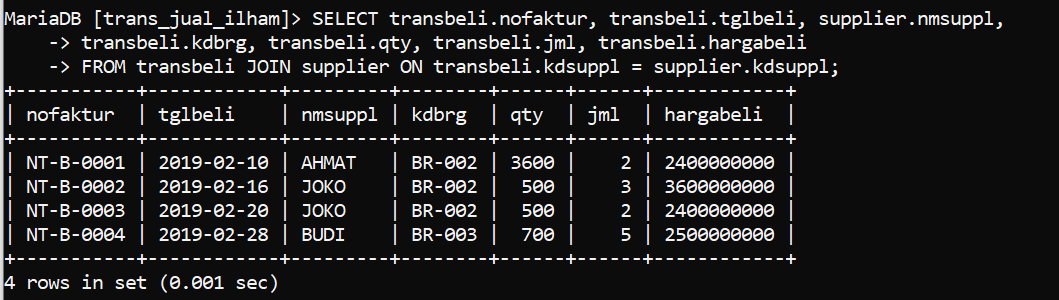 MariaDB [trans_jual_ilham]> SELECT transbeli.nofaktur, transbeli.tglbeli, supplier.nmsuppl,
    -> transbeli.kdbrg, transbeli.qty, transbeli.jml, transbeli.hargabeli
    -> FROM transbeli JOIN supplier ON transbeli.kdsuppl = supplier.kdsuppl;
+-----------+------------+---------+--------+------+------+------------+
| nofaktur  | tglbeli    | nmsuppl | kdbrg  | qty  | jml  | hargabeli  |
+-----------+------------+---------+--------+------+------+------------+
| NT-B-0001 | 2019-02-10 | AHMAT   | BR-002 | 3600 |    2 | 2400000000 |
| NT-B-0002 | 2019-02-16 | JOKO    | BR-002 |  500 |    3 | 3600000000 |
| NT-B-0003 | 2019-02-20 | JOKO    | BR-002 |  500 |    2 | 2400000000 |
| NT-B-0004 | 2019-02-28 | BUDI    | BR-003 |  700 |    5 | 2500000000 |
+-----------+------------+---------+--------+------+------+------------+
4 rows in set (0.001 sec)